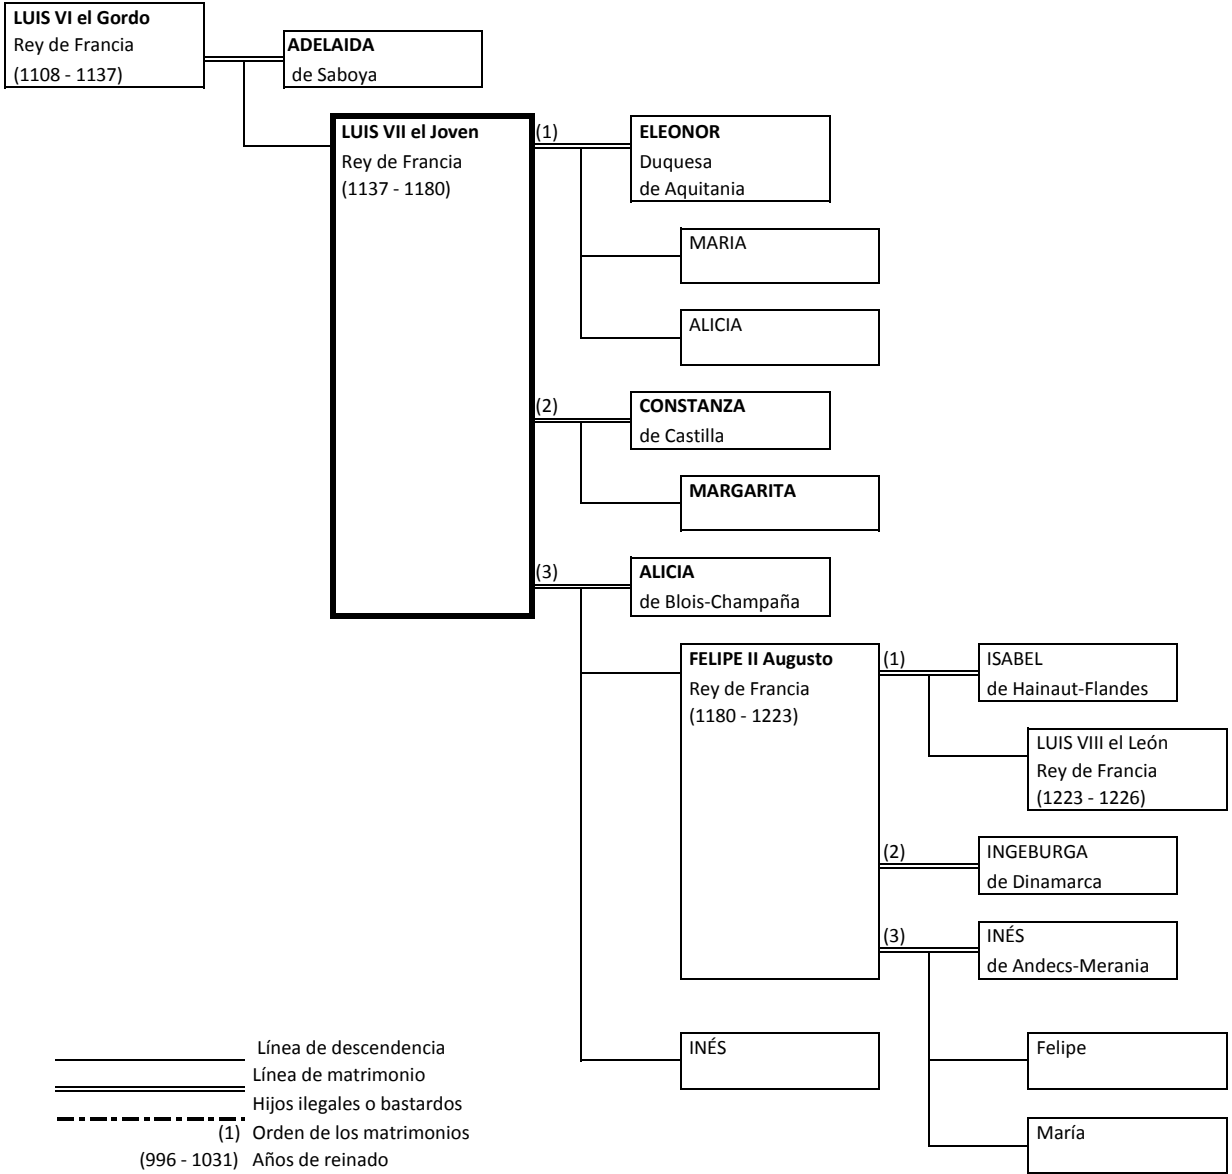 LUIS VI el Gordo
Rey de Francia
(1108 - 1137)
ADELAIDA
de Saboya
LUIS VII el Joven
Rey de Francia
(1137 - 1180)
(1)
ELEONOR
Duquesa
de Aquitania
MARIA
ALICIA
(2)
CONSTANZA
de Castilla
MARGARITA
(3)
ALICIA
de Blois-Champaña
FELIPE II Augusto
Rey de Francia
(1180 - 1223)
(1)
ISABEL
de Hainaut-Flandes
LUIS VIII el León
Rey de Francia
(1223 - 1226)
(2)
INGEBURGA
de Dinamarca
(3)
INÉS
de Andecs-Merania
Felipe
María
INÉS
Línea de descendencia
Línea de matrimonio
Hijos ilegales o bastardos
(1) Orden de los matrimonios
(996 - 1031) Años de reinado